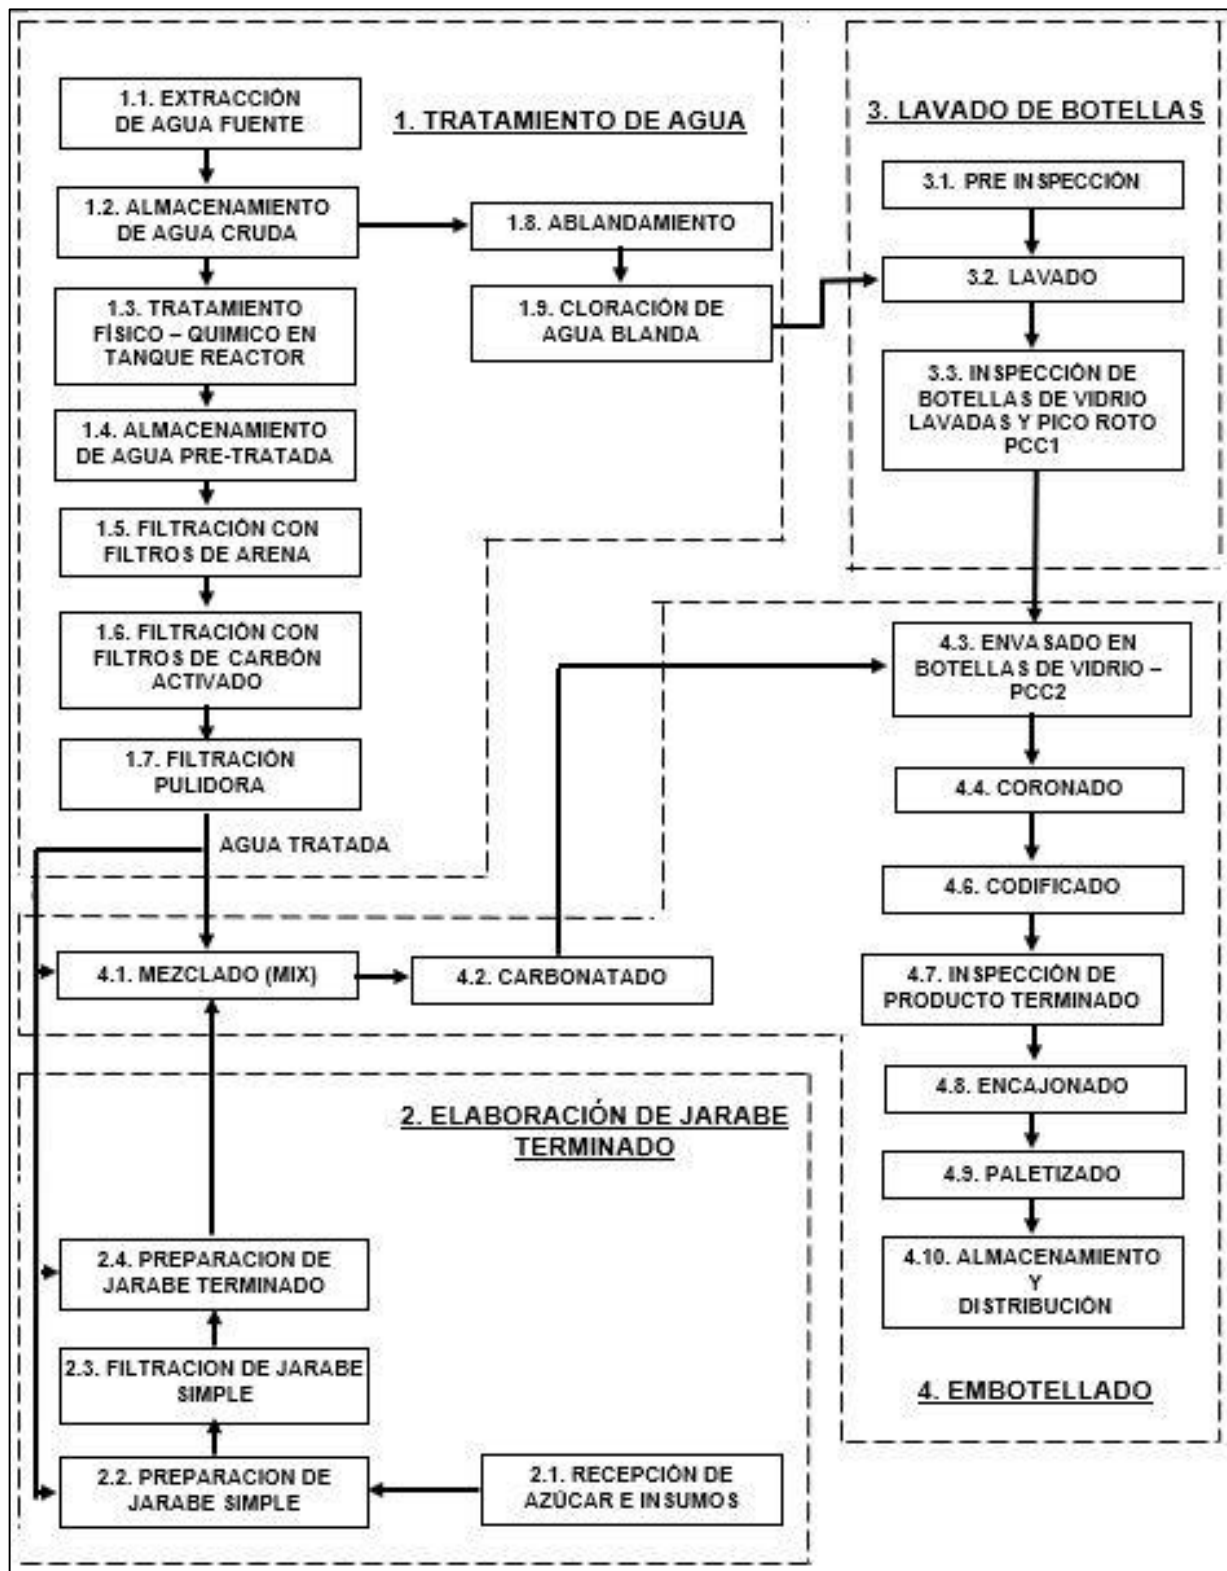 1.1. EXTRACCIÓN
DE AGUA FUENTE
1. TRATAMIENTO DE AGUA
1.2. ALMACENAMIENTO
DE AGUA CRUDA
1.8. ABLANDAMIENTO
1.3. TRATAMIENTO
FÍSICO – QUIMICO EN
TANQUE REACTOR
1.9. CLORACIÓN DE
AGUA BLANDA
1.4. ALMACENAMIENTO
DE AGUA PRE-TRATADA
1.5. FILTRACIÓN CON
FILTROS DE ARENA
1.6. FILTRACIÓN CON
FILTROS DE CARBÓN
ACTIVADO
1.7. FILTRACIÓN
PULIDORA
AGUA TRATADA
3. LAVADO DE BOTELLAS
3.1. PRE INSPECCIÓN
3.2. LAVADO
3.3. INSPECCIÓN DE
BOTELLAS DE VIDRIO
LAVADAS Y PICO ROTO
PCC1
4.1. MEZCLADO (MIX)
4.2. CARBONATADO
4.3. ENVASADO EN
BOTELLAS DE VIDRIO –
PCC2
4.4. CORONADO
4.6. CODIFICADO
4.7. INSPECCIÓN DE
PRODUCTO TERMINADO
4.8. ENCAJONADO
4.9. PALETIZADO
4.10. ALMACENAMIENTO
Y
DISTRIBUCIÓN
4. EMBOTELLADO
2. ELABORACIÓN DE JARABE
TERMINADO
2.4. PREPARACION DE
JARABE TERMINADO
2.3. FILTRACION DE JARABE
SIMPLE
2.2. PREPARACION DE
JARABE SIMPLE
2.1. RECEPCIÓN DE
AZÚCAR E INSUMOS